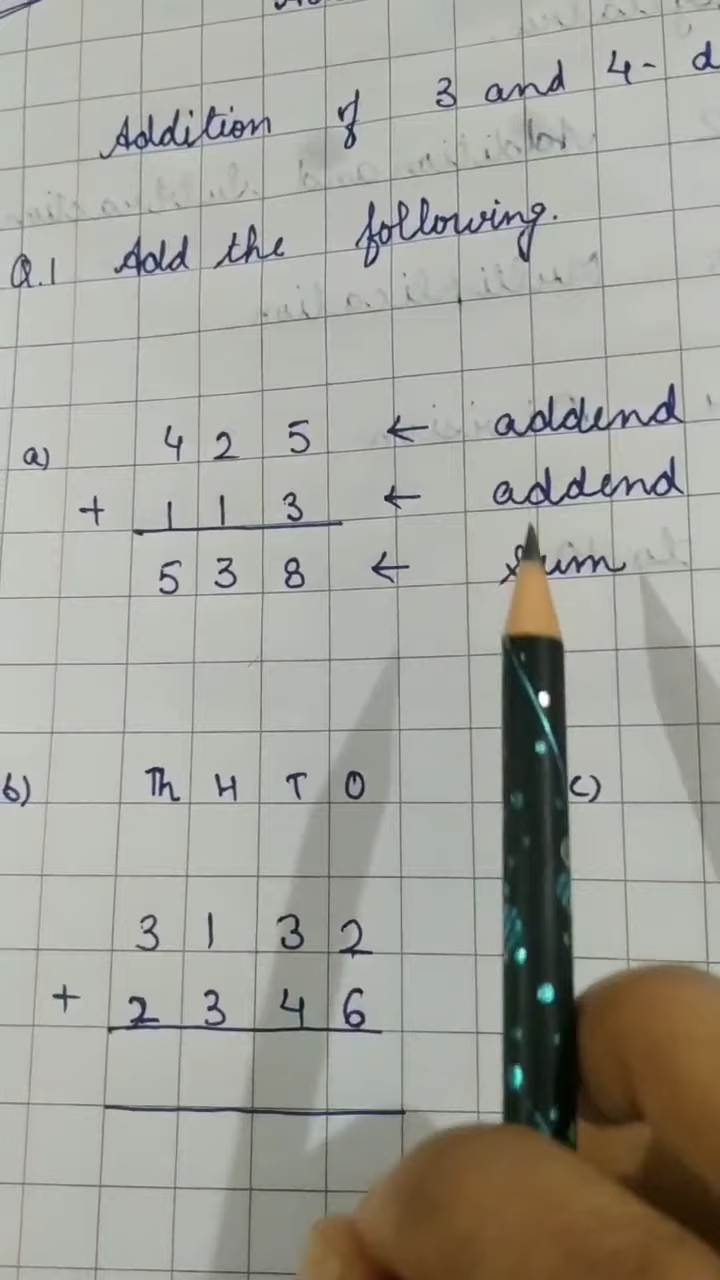 Addition of 3 and 4- d
Q.1 Add the following.
a) 4 2 5 ← addend
+ 1 1 3 ← addend
5 3 8 ← sum
b) Th H T O
c)
3 1 3 2
+ 2 3 4 6